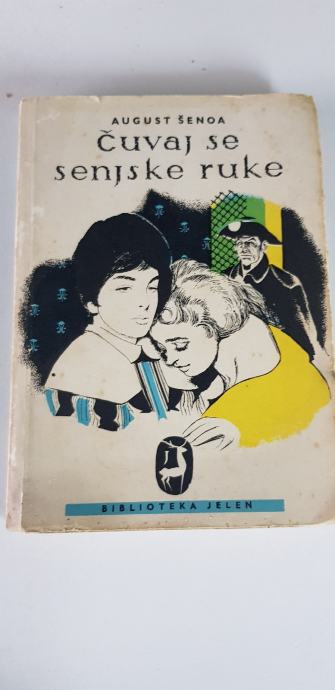 AUGUST ŠENOA
čuvaj se
senjske ruke
BIBLIOTEKA JELEN